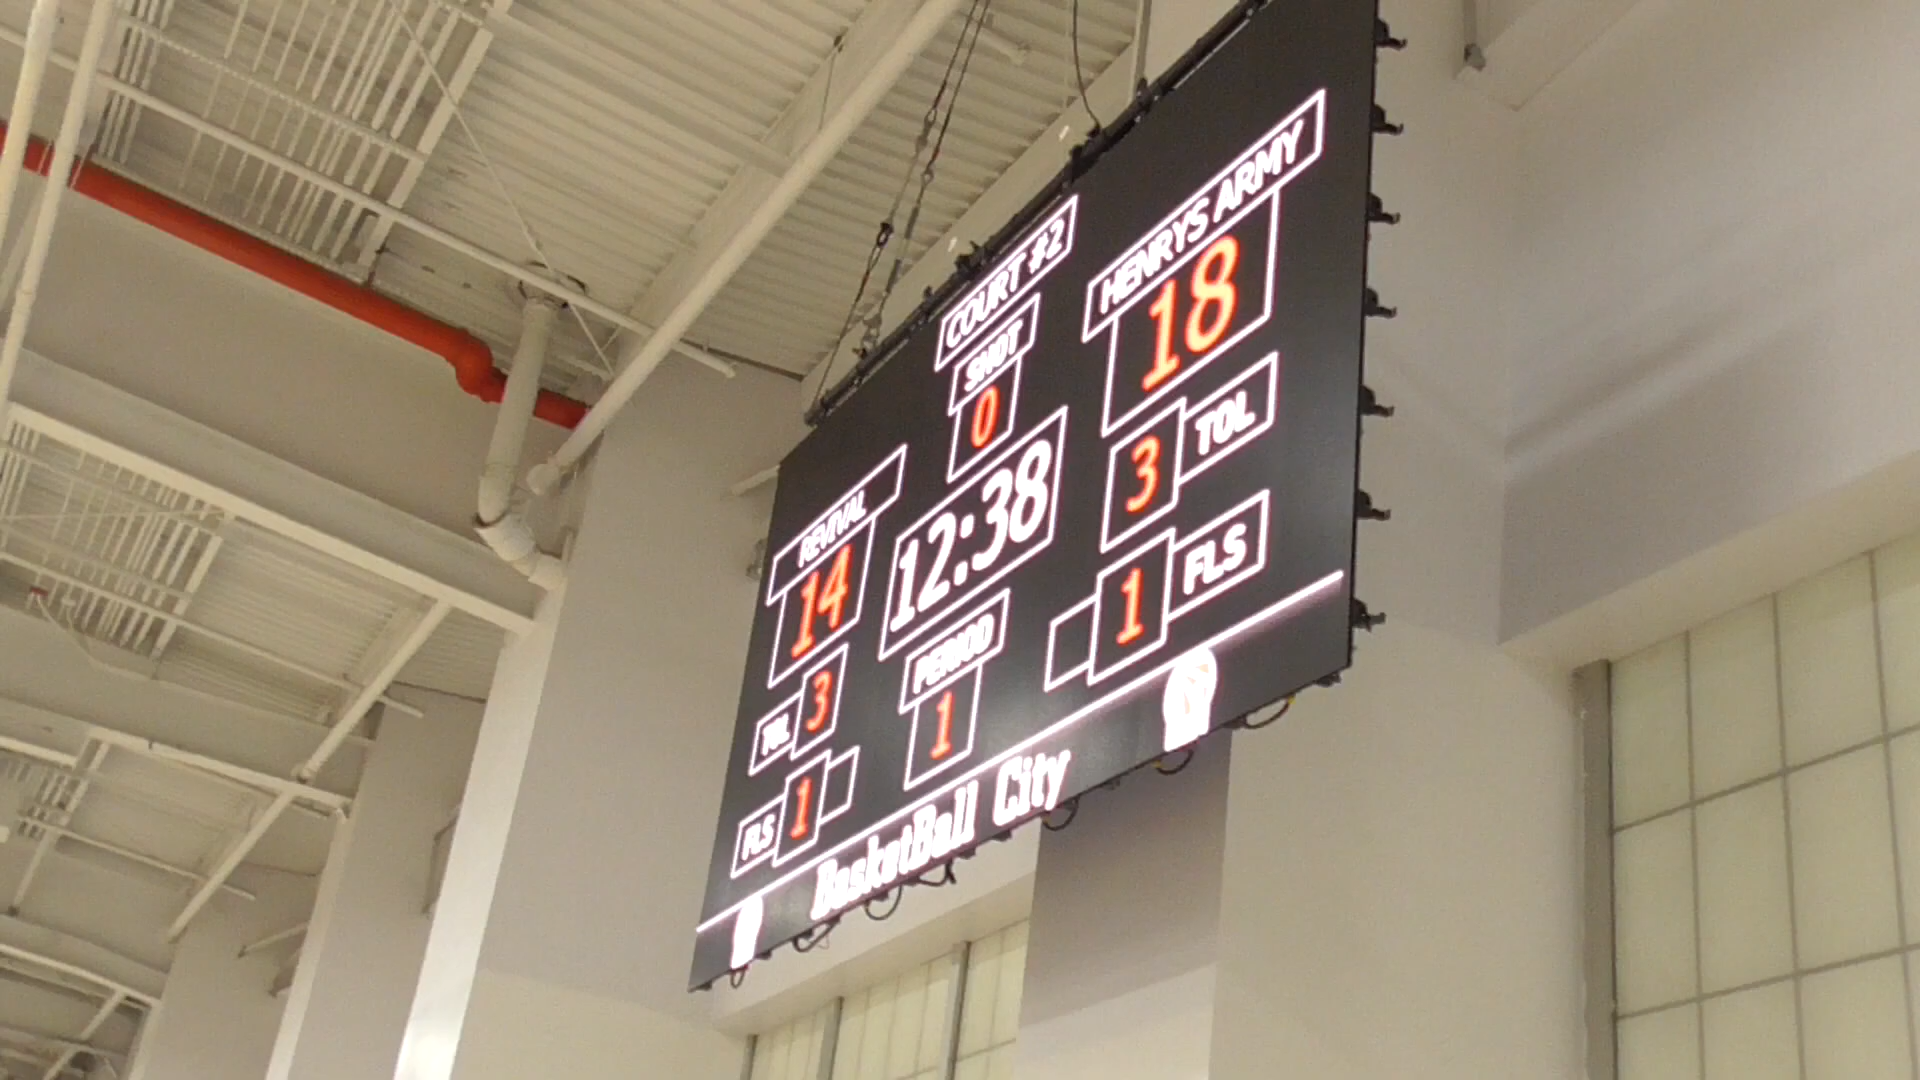 COURT #2
SHOT
0
12:38
PERIOD
1
REVIVAL
14
TOL 3
FLS 1
HENRYS ARMY
18
3 TOL
1 FLS
BasketBall City